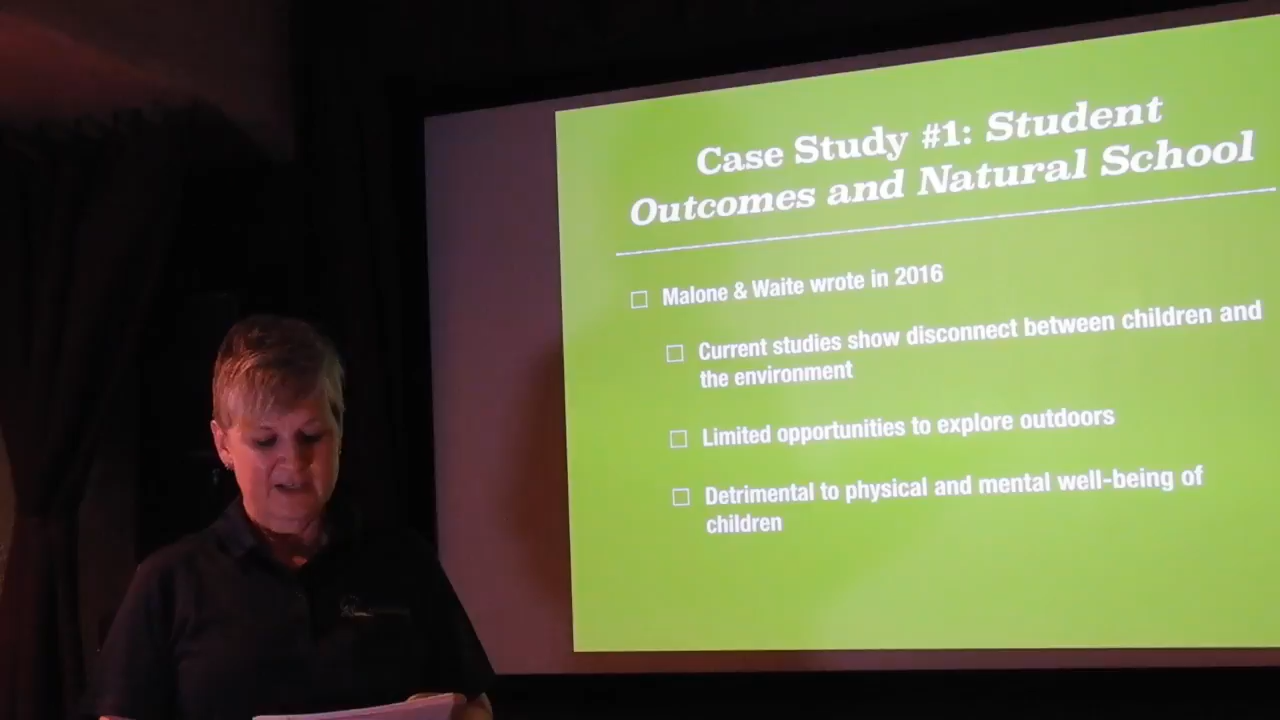 Case Study #1: Student
Outcomes and Natural School
Malone & Waite wrote in 2016
Current studies show disconnect between children and
the environment
Limited opportunities to explore outdoors
Detrimental to physical and mental well-being of
children